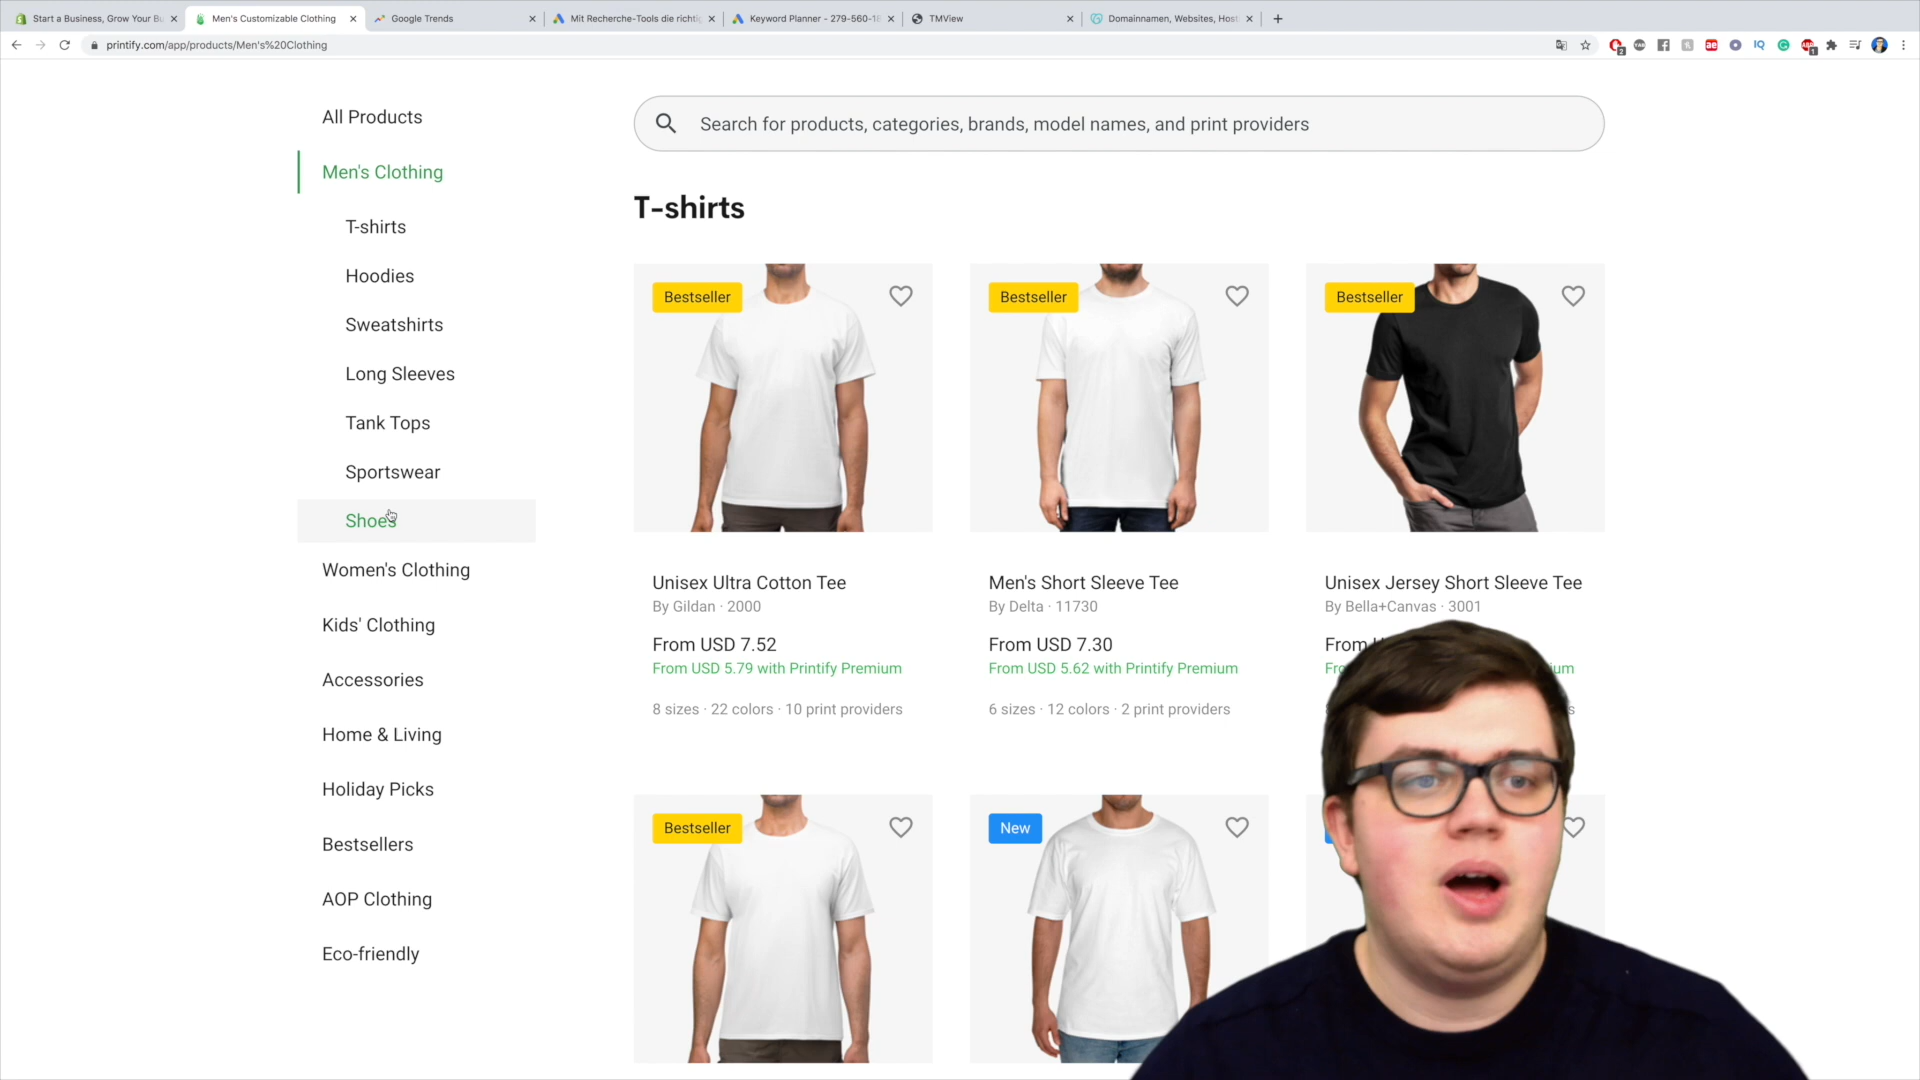 Start a Business, Grow Your Bu
Men's Customizable Clothing
Google Trends
Mit Recherche-Tools die richtig
Keyword Planner - 279-560-18
TMView
Domainnamen, Websites, Host
printify.com/app/products/Men's%20Clothing
All Products
Men's Clothing
T-shirts
Hoodies
Sweatshirts
Long Sleeves
Tank Tops
Sportswear
Shoes
Women's Clothing
Kids' Clothing
Accessories
Home & Living
Holiday Picks
Bestsellers
AOP Clothing
Eco-friendly
Search for products, categories, brands, model names, and print providers
T-shirts
Bestseller
Bestseller
Bestseller
Unisex Ultra Cotton Tee
By Gildan · 2000
From USD 7.52
From USD 5.79 with Printify Premium
8 sizes · 22 colors · 10 print providers
Men's Short Sleeve Tee
By Delta · 11730
From USD 7.30
From USD 5.62 with Printify Premium
6 sizes · 12 colors · 2 print providers
Unisex Jersey Short Sleeve Tee
By Bella+Canvas · 3001
From
Bestseller
New